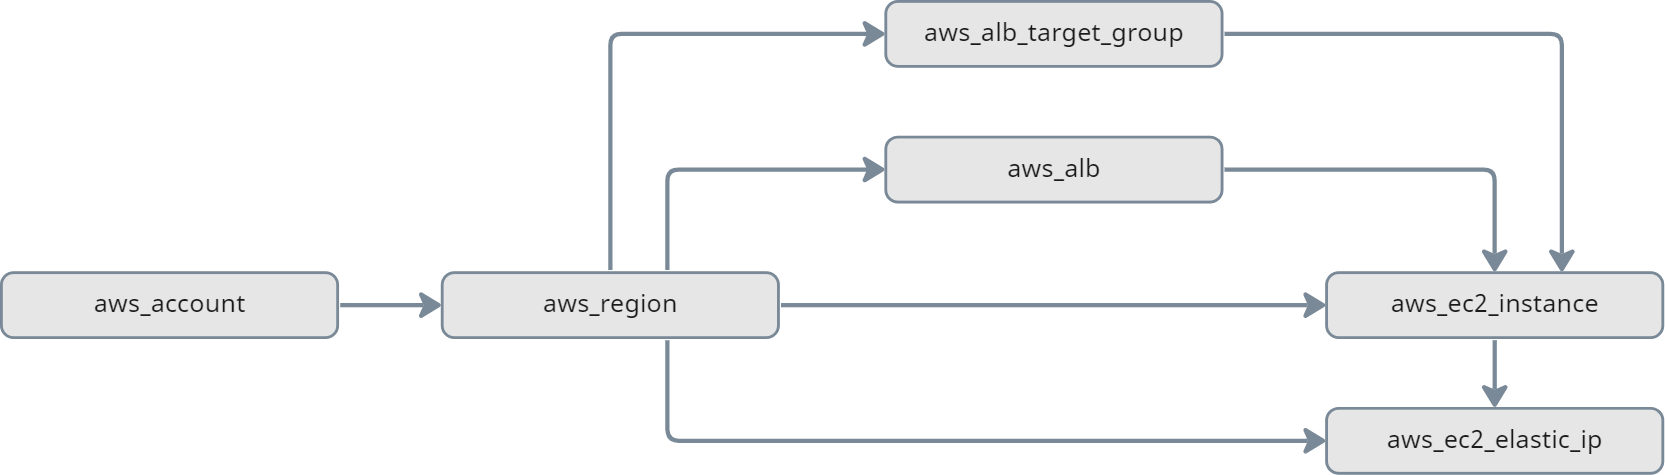 aws_alb_target_group
aws_alb
aws_account
aws_region
aws_ec2_instance
aws_ec2_elastic_ip